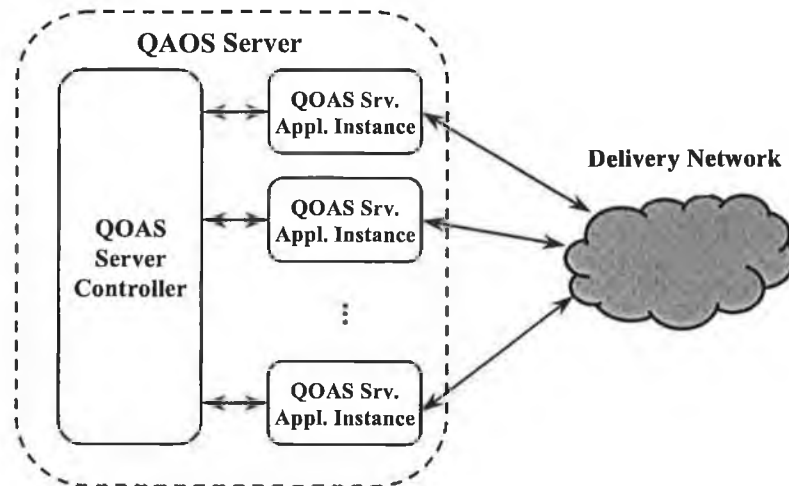 QAOS Server
QOAS Srv.
Appl. Instance
Delivery Network
QOAS
Server
Controller
QOAS Srv.
Appl. Instance
QOAS Srv.
Appl. Instance